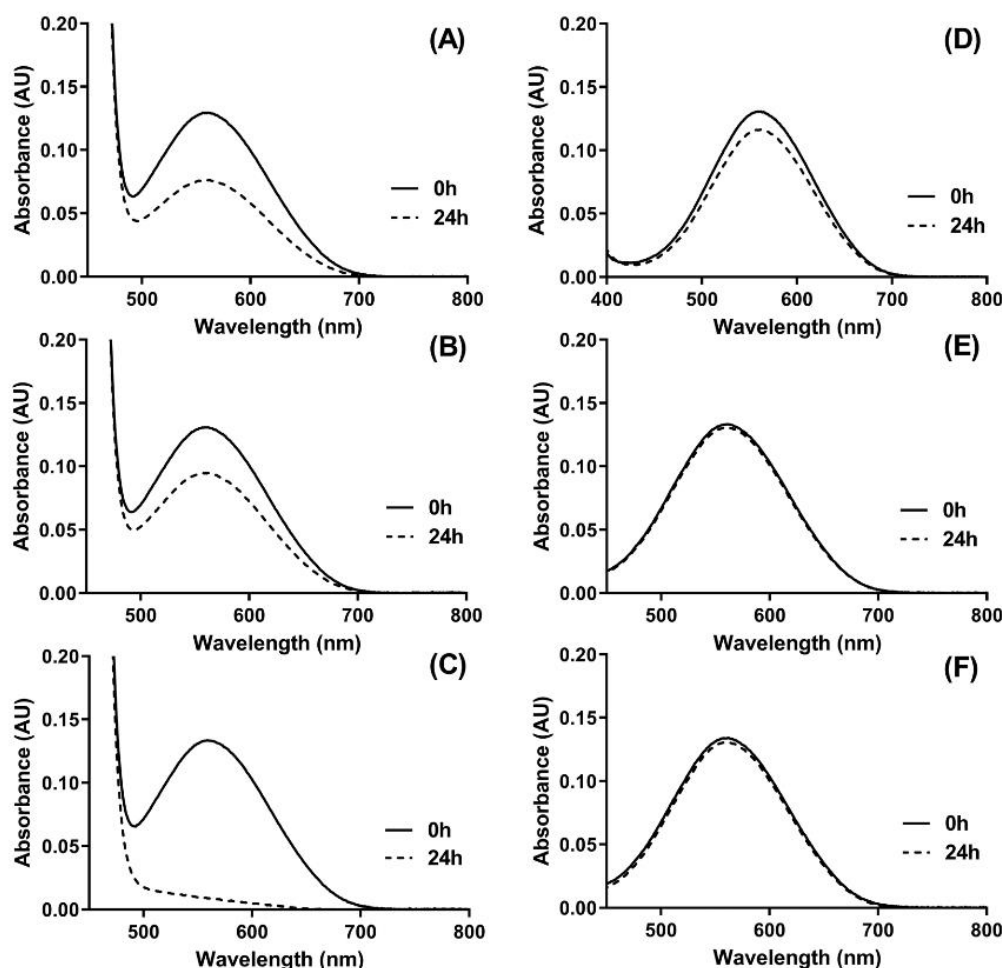 (A)
Absorbance (AU)
0.20
0.15
0.10
0.05
0.00
0h
24h
500 600 700 800
Wavelength (nm)
(D)
Absorbance (AU)
0.20
0.15
0.10
0.05
0.00
0h
24h
400 500 600 700 800
Wavelength (nm)
(B)
Absorbance (AU)
0.20
0.15
0.10
0.05
0.00
0h
24h
500 600 700 800
Wavelength (nm)
(E)
Absorbance (AU)
0.20
0.15
0.10
0.05
0.00
0h
24h
500 600 700 800
Wavelength (nm)
(C)
Absorbance (AU)
0.20
0.15
0.10
0.05
0.00
0h
24h
500 600 700 800
Wavelength (nm)
(F)
Absorbance (AU)
0.20
0.15
0.10
0.05
0.00
0h
24h
500 600 700 800
Wavelength (nm)